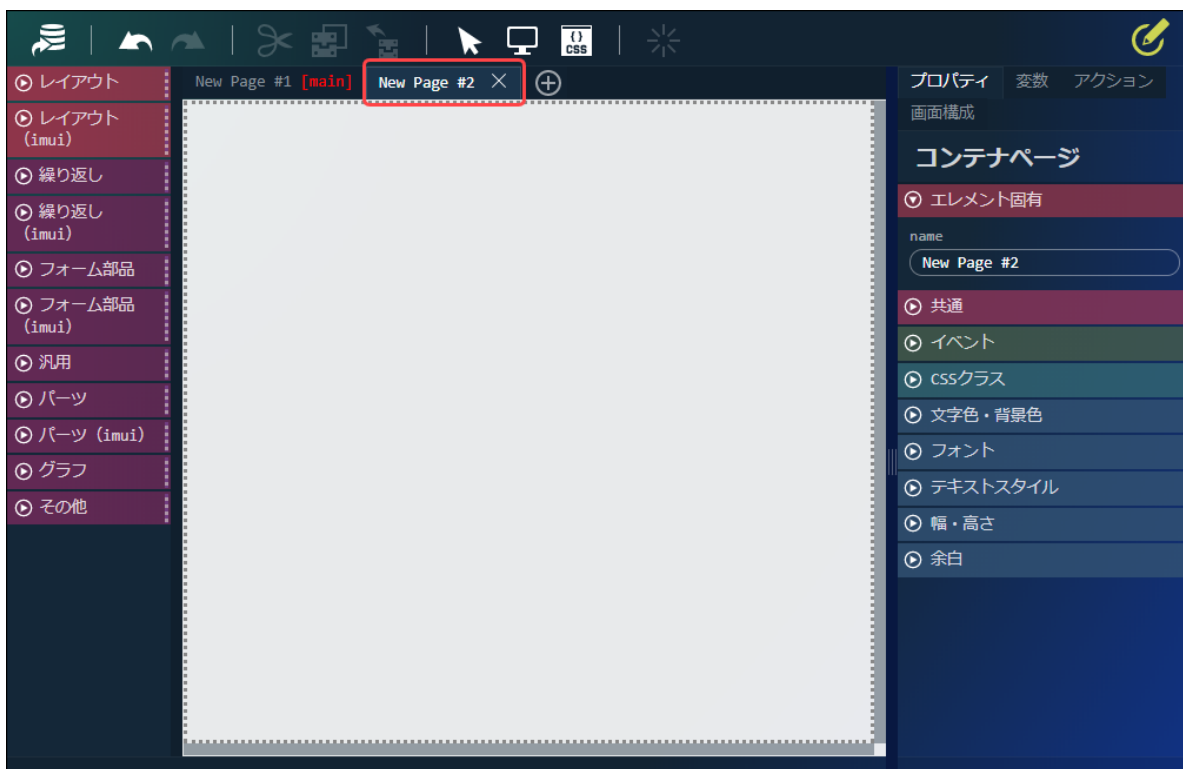 {}
CSS
New Page #1 [main]
New Page #2
レイアウト
レイアウト
(imui)
繰り返し
繰り返し
(imui)
フォーム部品
フォーム部品
(imui)
汎用
パーツ
パーツ (imui)
グラフ
その他
プロパティ 変数 アクション
画面構成
コンテナページ
エレメント固有
name
New Page #2
共通
イベント
CSSクラス
文字色・背景色
フォント
テキストスタイル
幅・高さ
余白